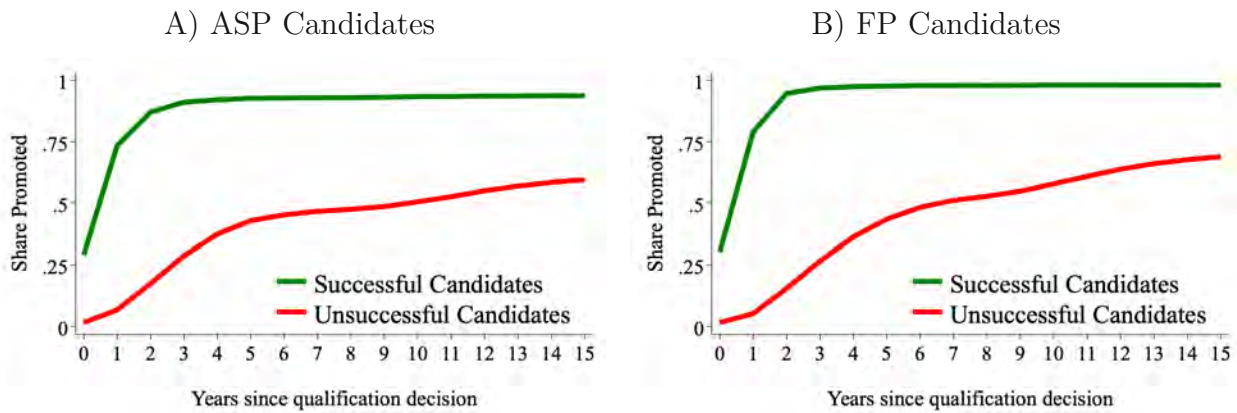 A) ASP Candidates
Share Promoted
1
.75
.5
.25
0
Successful Candidates
Unsuccessful Candidates
0 1 2 3 4 5 6 7 8 9 10 11 12 13 14 15
Years since qualification decision
B) FP Candidates
Share Promoted
1
.75
.5
.25
0
Successful Candidates
Unsuccessful Candidates
0 1 2 3 4 5 6 7 8 9 10 11 12 13 14 15
Years since qualification decision